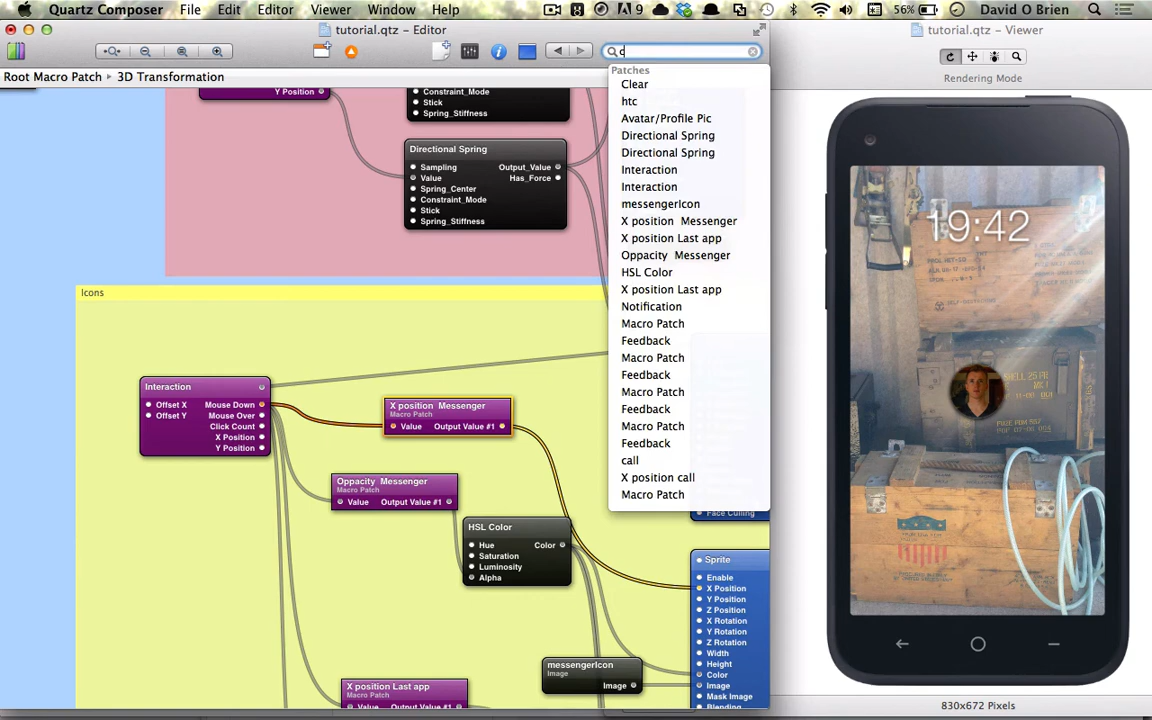 Quartz Composer File Edit Editor Viewer Window Help 9 56% David O Brien
tutorial.qtz - Editor
c
Root Macro Patch 3D Transformation
Y Position
Constraint_Mode
Stick
Spring_Stiffness
Directional Spring
Sampling Output_Value
Value Has_Force
Spring_Center
Constraint_Mode
Stick
Spring_Stiffness
Icons
Interaction
Offset X Mouse Down
Offset Y Mouse Over
Click Count
X Position
Y Position
X position Messenger
Macro Patch
Value Output Value #1
Oppacity Messenger
Macro Patch
Value Output Value #1
HSL Color
Hue Color
Saturation
Luminosity
Alpha
messengerIcon
Image
Image
X position Last app
Macro Patch
Value Output Value #1
Patches
Clear
htc
Avatar/Profile Pic
Directional Spring
Directional Spring
Interaction
Interaction
messengerIcon
X position Messenger
X position Last app
Oppacity Messenger
HSL Color
X position Last app
Notification
Macro Patch
Feedback
Macro Patch
Feedback
Macro Patch
Feedback
Macro Patch
Feedback
call
X position call
Macro Patch
Face Culling
Sprite
Enable
X Position
Y Position
Z Position
X Rotation
Y Rotation
Z Rotation
Width
Height
Color
Image
Mask Image
Blending
tutorial.qtz - Viewer
Rendering Mode
19:42
830x672 Pixels